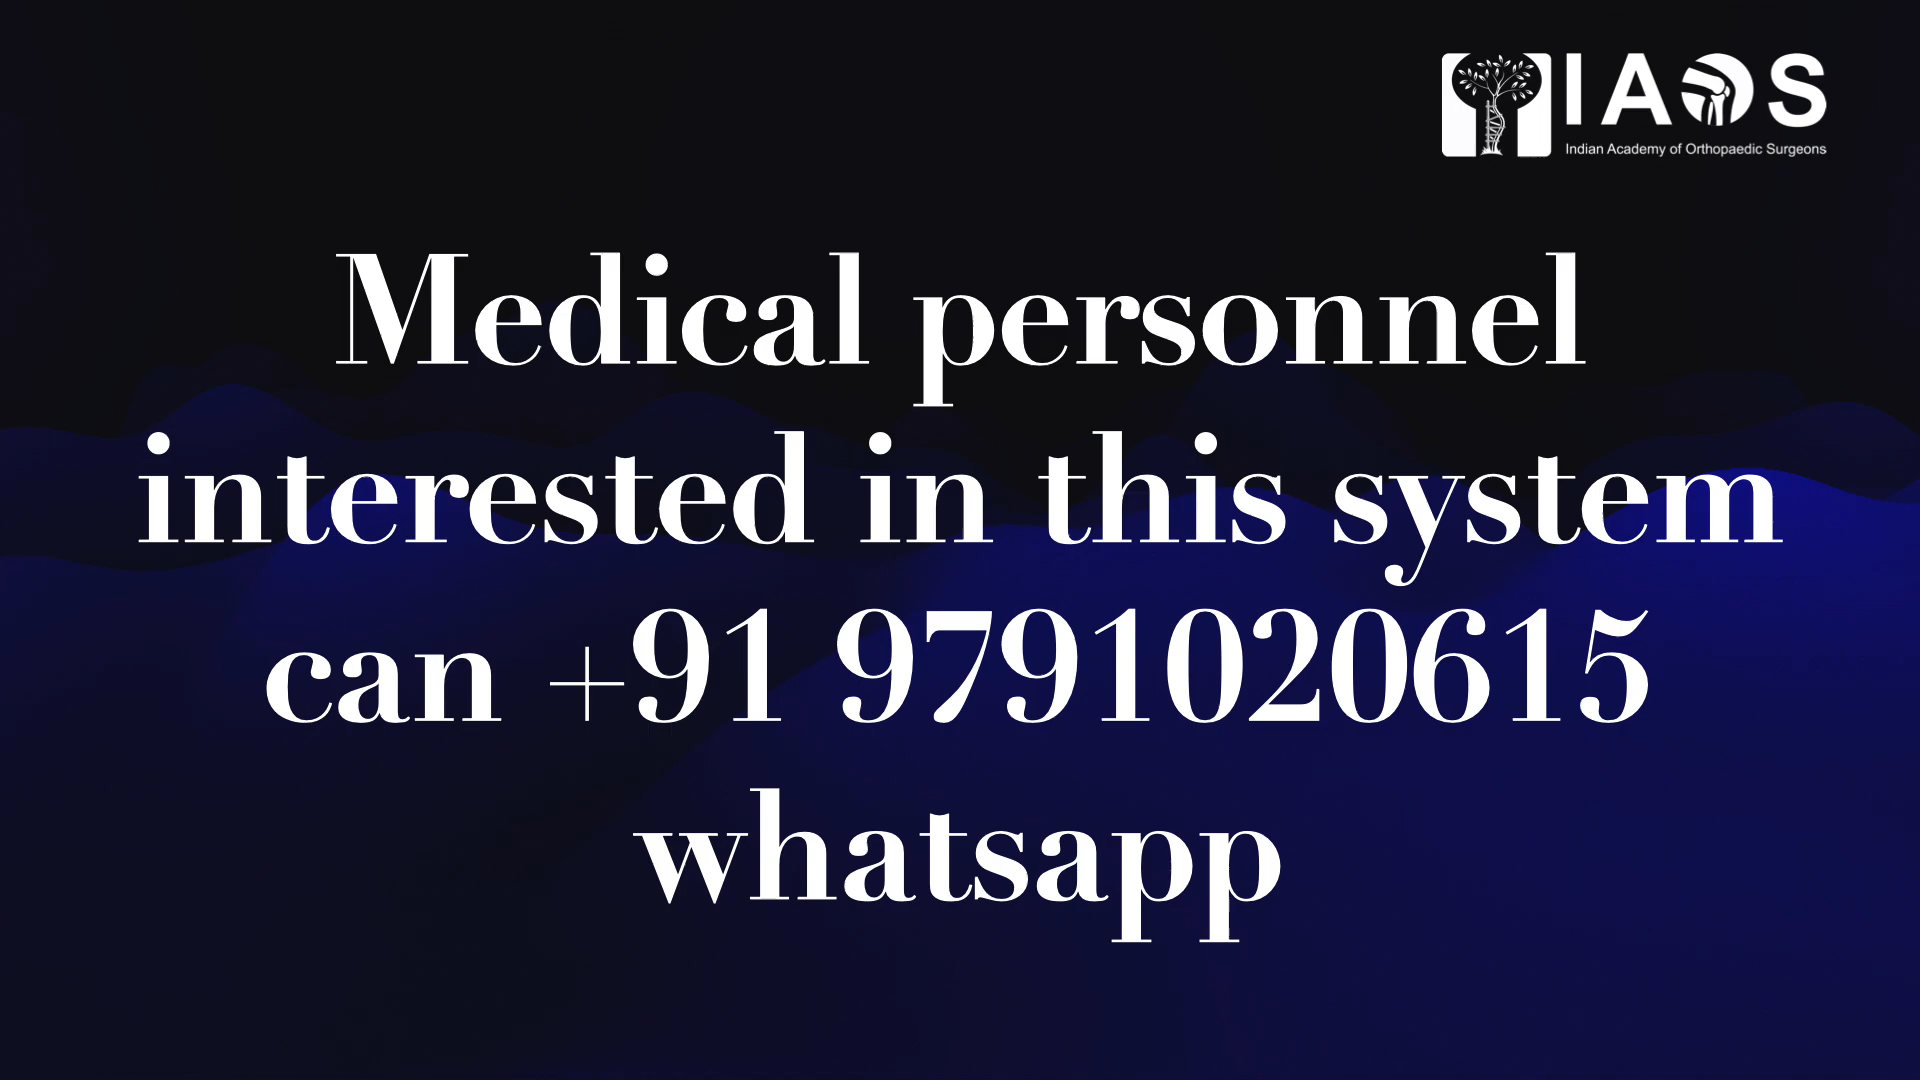 IAOS
Indian Academy of Orthopaedic Surgeons
Medical personnel
interested in this system
can +91 9791020615
whatsapp